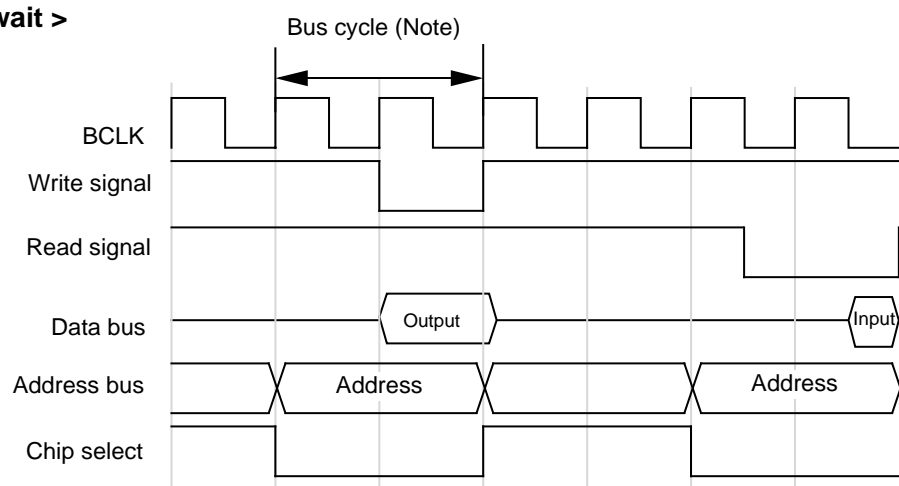 wait >
Bus cycle (Note)
BCLK
Write signal
Read signal
Data bus
Output
Input
Address bus
Address
Address
Chip select